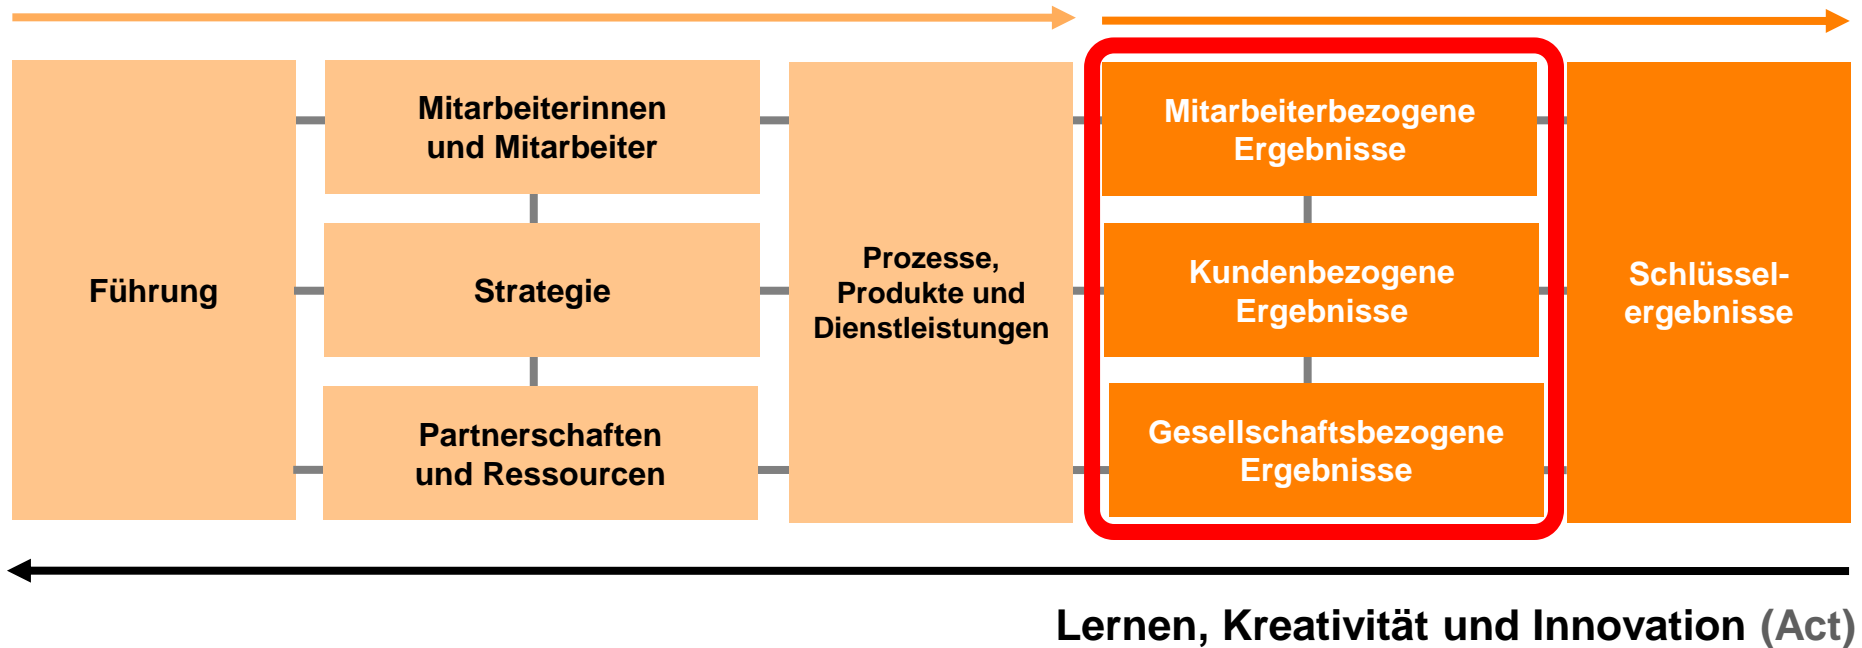 Führung
Mitarbeiterinnen
und Mitarbeiter
Strategie
Partnerschaften
und Ressourcen
Prozesse,
Produkte und
Dienstleistungen
Mitarbeiterbezogene
Ergebnisse
Kundenbezogene
Ergebnisse
Gesellschaftsbezogene
Ergebnisse
Schlüssel-
ergebnisse
Lernen, Kreativität und Innovation (Act)